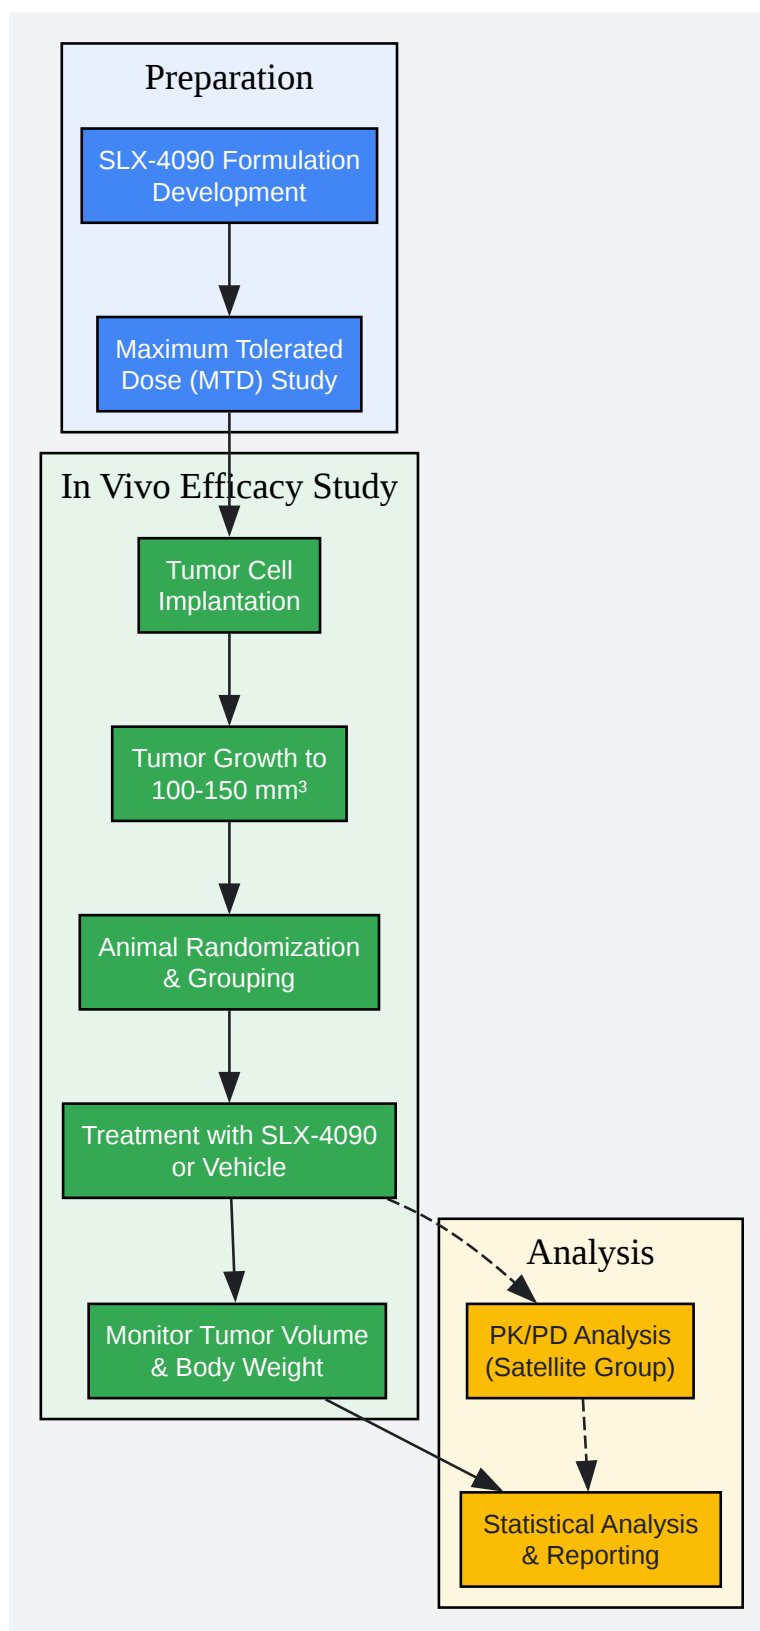 Preparation
SLX-4090 Formulation
Development
Maximum Tolerated
Dose (MTD) Study
In Vivo Efficacy Study
Tumor Cell
Implantation
Tumor Growth to
100-150 mm³
Animal Randomization
& Grouping
Treatment with SLX-4090
or Vehicle
Monitor Tumor Volume
& Body Weight
Analysis
PK/PD Analysis
(Satellite Group)
Statistical Analysis
& Reporting